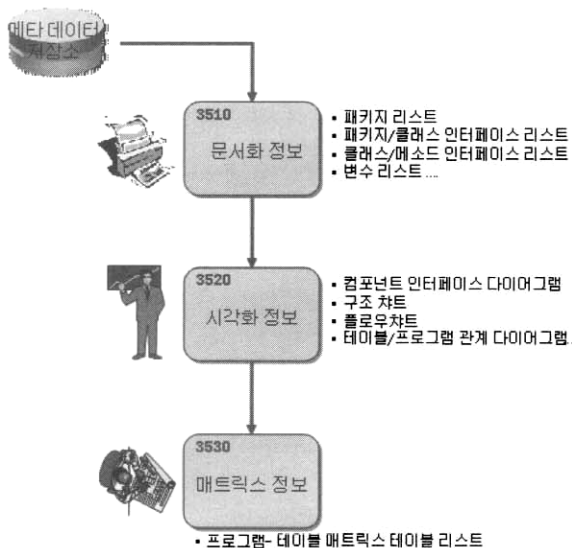 메타 데이터
저장소
3510
문서화 정보
▪ 패키지 리스트
▪ 패키지/클래스 인터페이스 리스트
▪ 클래스/메소드 인터페이스 리스트
▪ 변수 리스트 ....
3520
시각화 정보
▪ 컴포넌트 인터페이스 다이어그램
▪ 구조 챠트
▪ 플로우챠트
▪ 테이블/프로그램 관계 다이어그램..
3530
매트릭스 정보
▪ 프로그램- 테이블 매트릭스 테이블 리스트